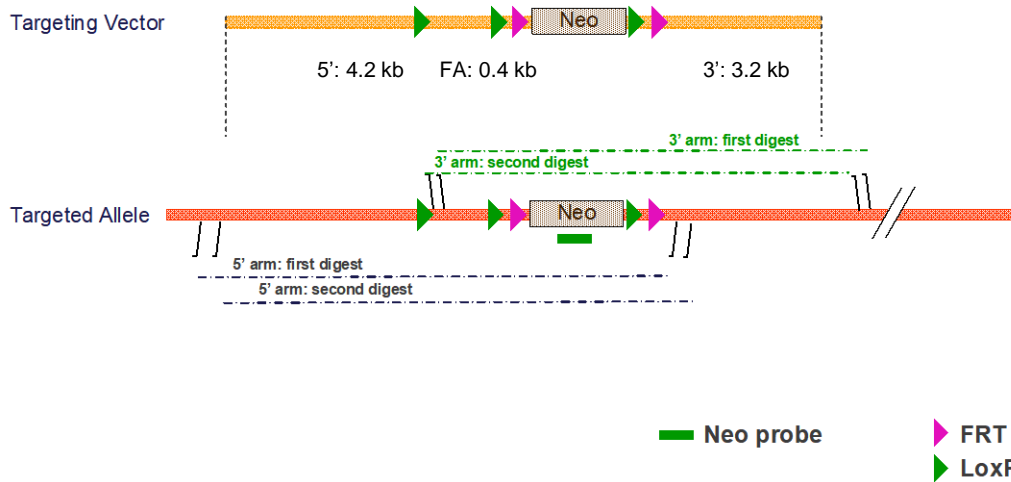 Targeting Vector
Neo
5’: 4.2 kb FA: 0.4 kb 3’: 3.2 kb
3’ arm: first digest
3’ arm: second digest
Targeted Allele
Neo
5’ arm: first digest
5’ arm: second digest
Neo probe
FRT
LoxP